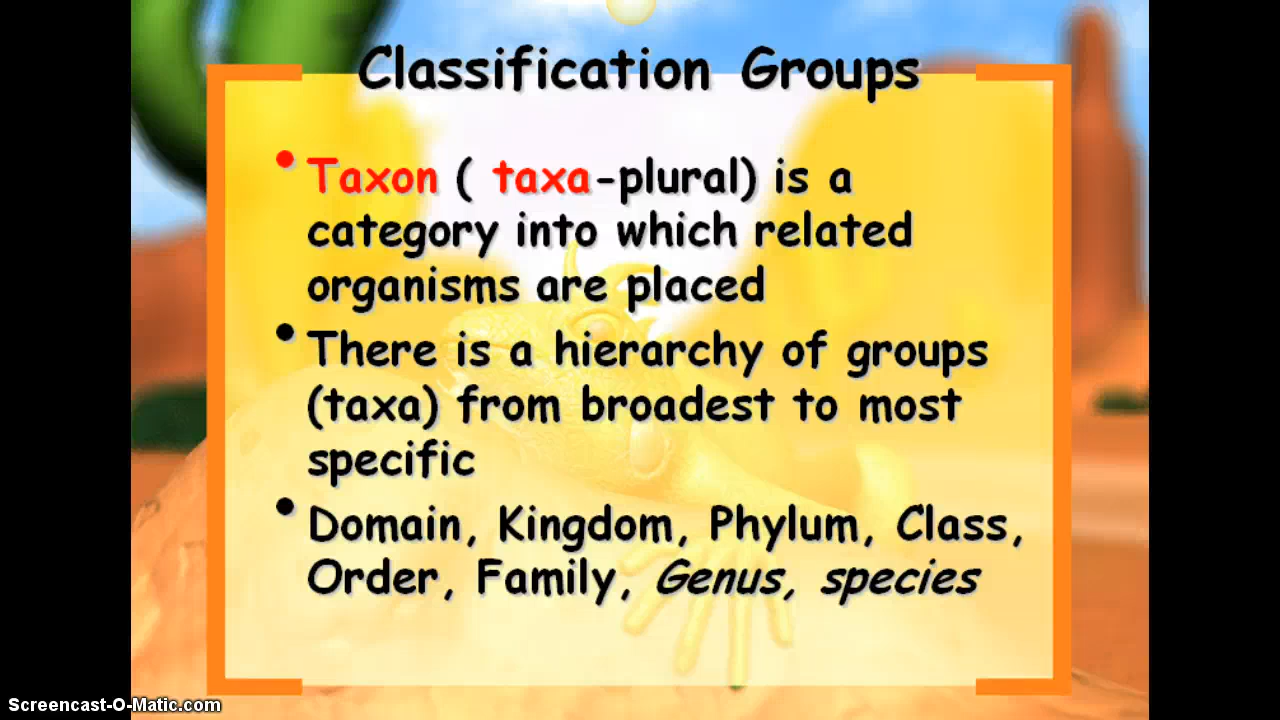 Classification Groups
• Taxon ( taxa-plural) is a
category into which related
organisms are placed
• There is a hierarchy of groups
(taxa) from broadest to most
specific
• Domain, Kingdom, Phylum, Class,
Order, Family, Genus, species
Screencast-O-Matic.com